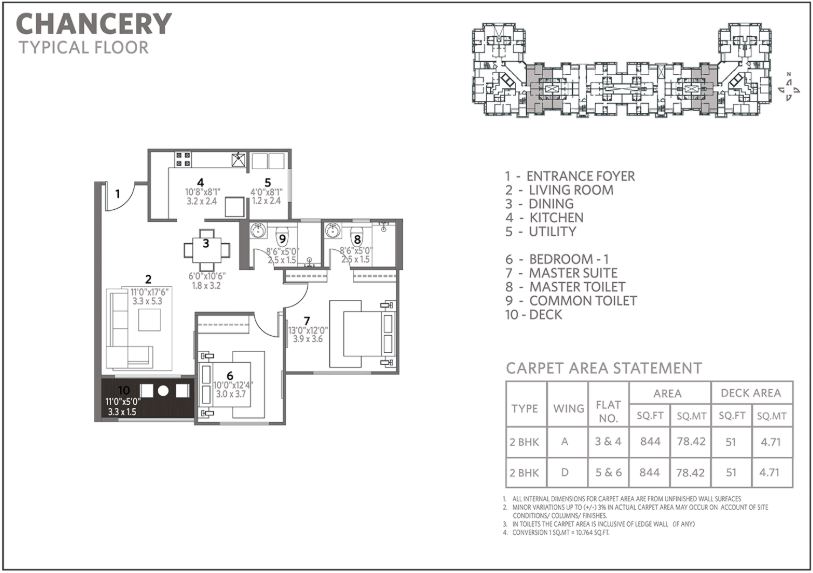 CHANCERY
TYPICAL FLOOR
N
1
4
10'8"x8'1"
3.2 x 2.4
5
4'0"x8'1"
1.2 x 2.4
3
6'0"x10'6"
1.8 x 3.2
9
8'6"x5'0"
2.5 x 1.5
8
8'6"x5'0"
2.5 x 1.5
2
11'0"x17'6"
3.3 x 5.3
7
13'0"x12'0"
3.9 x 3.6
6
10'0"x12'4"
3.0 x 3.7
10
11'0"x5'0"
3.3 x 1.5
1 - ENTRANCE FOYER
2 - LIVING ROOM
3 - DINING
4 - KITCHEN
5 - UTILITY
6 - BEDROOM - 1
7 - MASTER SUITE
8 - MASTER TOILET
9 - COMMON TOILET
10 - DECK
CARPET AREA STATEMENT
TYPE WING FLAT NO. AREA DECK AREA
SQ.FT SQ.MT SQ.FT SQ.MT
2 BHK A 3 & 4 844 78.42 51 4.71
2 BHK D 5 & 6 844 78.42 51 4.71
1. ALL INTERNAL DIMENSIONS FOR CARPET AREA ARE FROM UNFINISHED WALL SURFACES
2. MINOR VARIATIONS UP TO (+/-) 3% IN ACTUAL CARPET AREA MAY OCCUR ON ACCOUNT OF SITE
CONDITIONS/ COLUMNS/ FINISHES.
3. IN TOILETS THE CARPET AREA IS INCLUSIVE OF LEDGE WALL (IF ANY)
4. CONVERSION 1 SQ.MT = 10.764 SQ.FT.